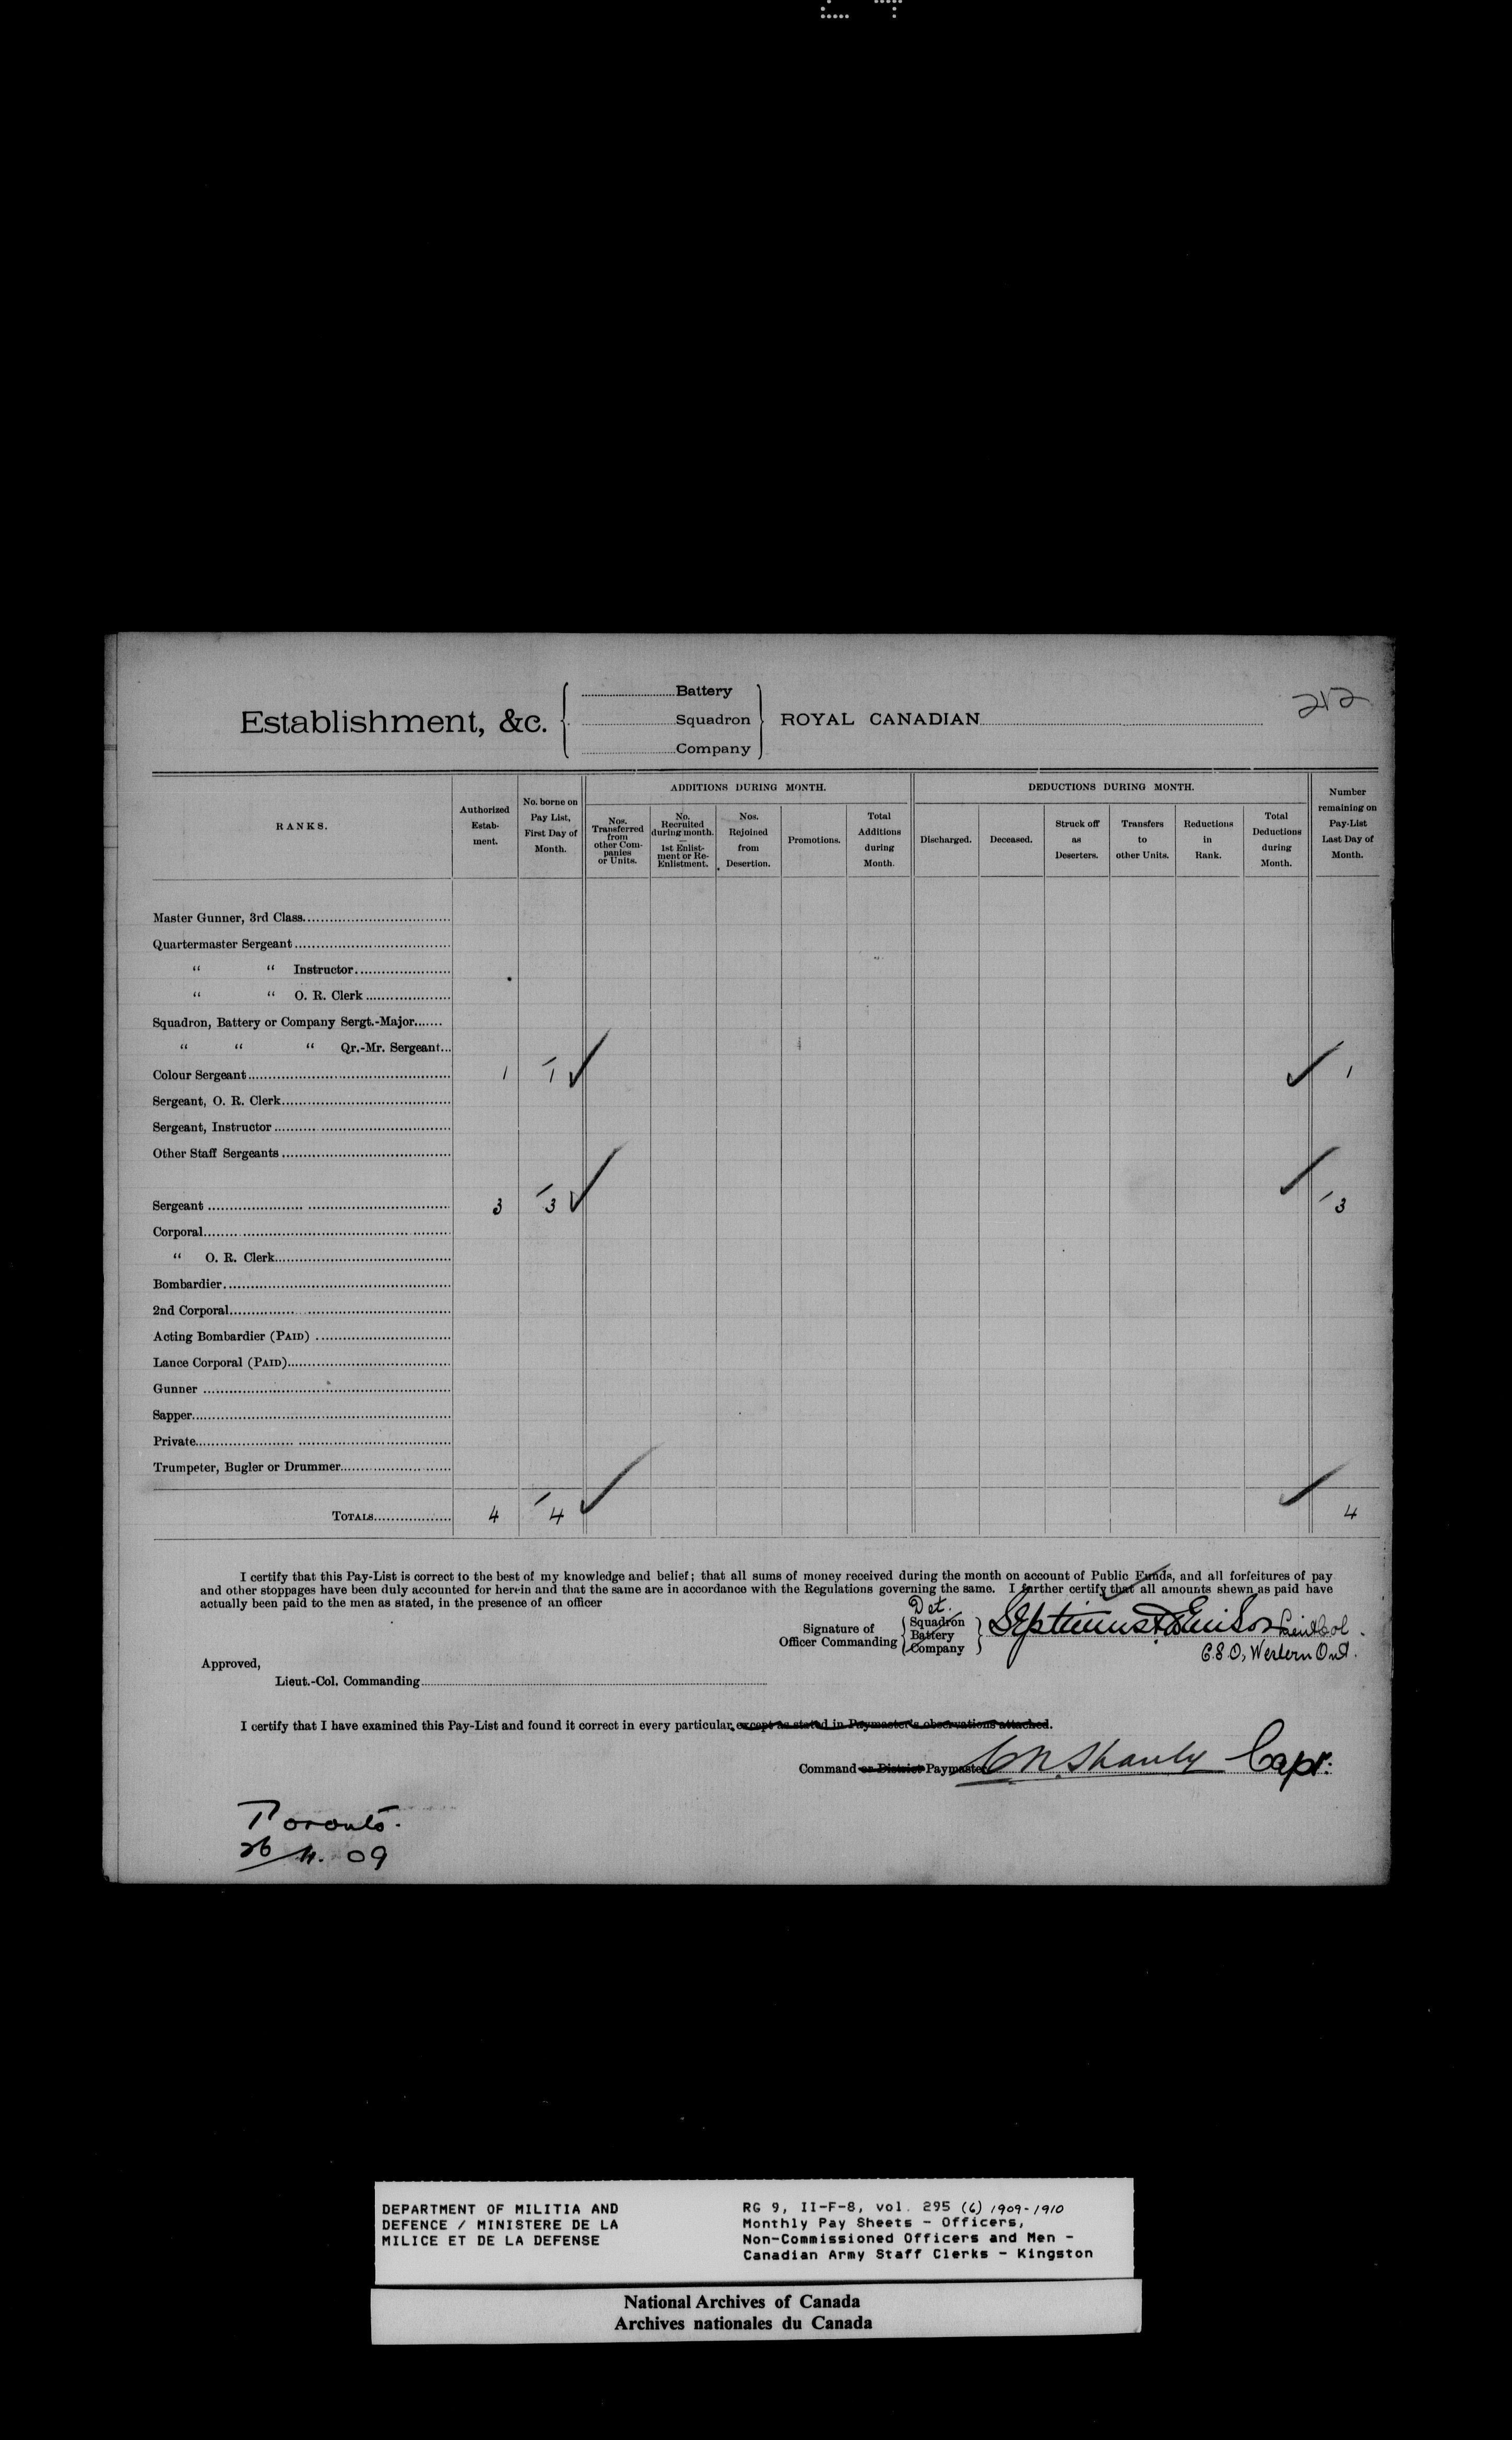 212
Establishment, &c.
Battery
Squadron
Company
ROYAL CANADIAN
RANKS.
Authorized Estab- ment.
No. borne on Pay List, First Day of Month.
ADDITIONS DURING MONTH.
Nos. Transferred from other Com- panies or Units.
No. Recruited during month. — 1st Enlist- ment or Re- Enlistment.
Nos. Rejoined from Desertion.
Promotions.
Total Additions during Month.
DEDUCTIONS DURING MONTH.
Discharged.
Deceased.
Struck off as Deserters.
Transfers to other Units.
Reductions in Rank.
Total Deductions during Month.
Number remaining on Pay-List Last Day of Month.
Master Gunner, 3rd Class
Quartermaster Sergeant
“ “ Instructor
“ “ O. R. Clerk
Squadron, Battery or Company Sergt.-Major
“ “ “ Qr.-Mr. Sergeant
Colour Sergeant 1 1 ✓ ✓ 1
Sergeant, O. R. Clerk
Sergeant, Instructor
Other Staff Sergeants
Sergeant 3 3 ✓ ✓ 3
Corporal
“ O. R. Clerk
Bombardier
2nd Corporal
Acting Bombardier (PAID)
Lance Corporal (PAID)
Gunner
Sapper
Private
Trumpeter, Bugler or Drummer
TOTALS 4 4 ✓ ✓ 4
I certify that this Pay-List is correct to the best of my knowledge and belief; that all sums of money received during the month on account of Public Funds, and all forfeitures of pay
and other stoppages have been duly accounted for herein and that the same are in accordance with the Regulations governing the same. I further certify that all amounts shewn as paid have
actually been paid to the men as stated, in the presence of an officer
Det.
Signature of Officer Commanding
Squadron
Battery
Company
Septimus Denison Lieut Col.
C.S.O, Western Ont.
Approved,
Lieut.-Col. Commanding
I certify that I have examined this Pay-List and found it correct in every particular, except as stated in Paymaster's observations attached.
Command or District Paymaster C N Shanly Capt.
Toronto.
26/4. 09
DEPARTMENT OF MILITIA AND
DEFENCE / MINISTERE DE LA
MILICE ET DE LA DEFENSE
RG 9, II-F-8, vol. 295 (6) 1909-1910
Monthly Pay Sheets - Officers,
Non-Commissioned Officers and Men -
Canadian Army Staff Clerks - Kingston
National Archives of Canada
Archives nationales du Canada